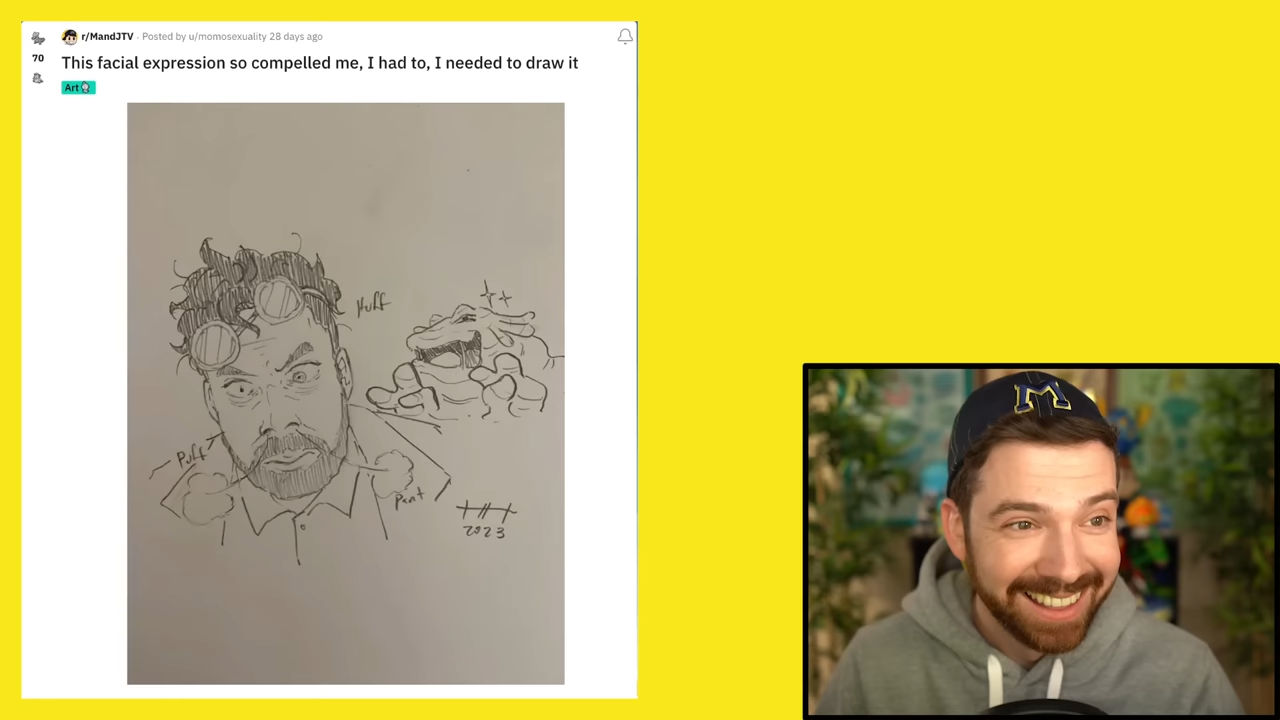 r/MandJTV · Posted by u/momosexuality 28 days ago
70
This facial expression so compelled me, I had to, I needed to draw it
Art
Huff
Puff
Pant
2023
M